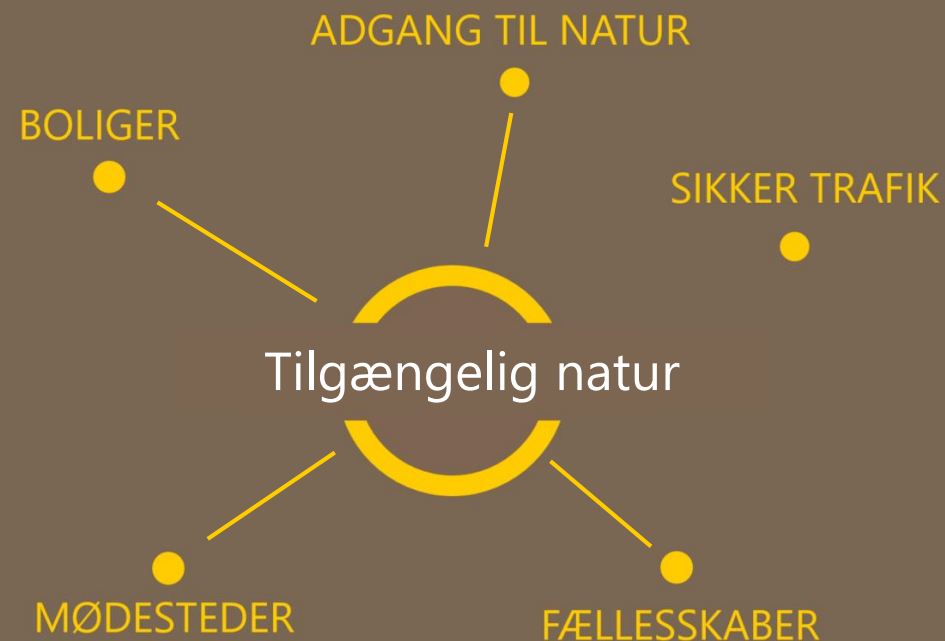 ADGANG TIL NATUR
BOLIGER
SIKKER TRAFIK
Tilgængelig natur
MØDESTEDER
FÆLLESSKABER